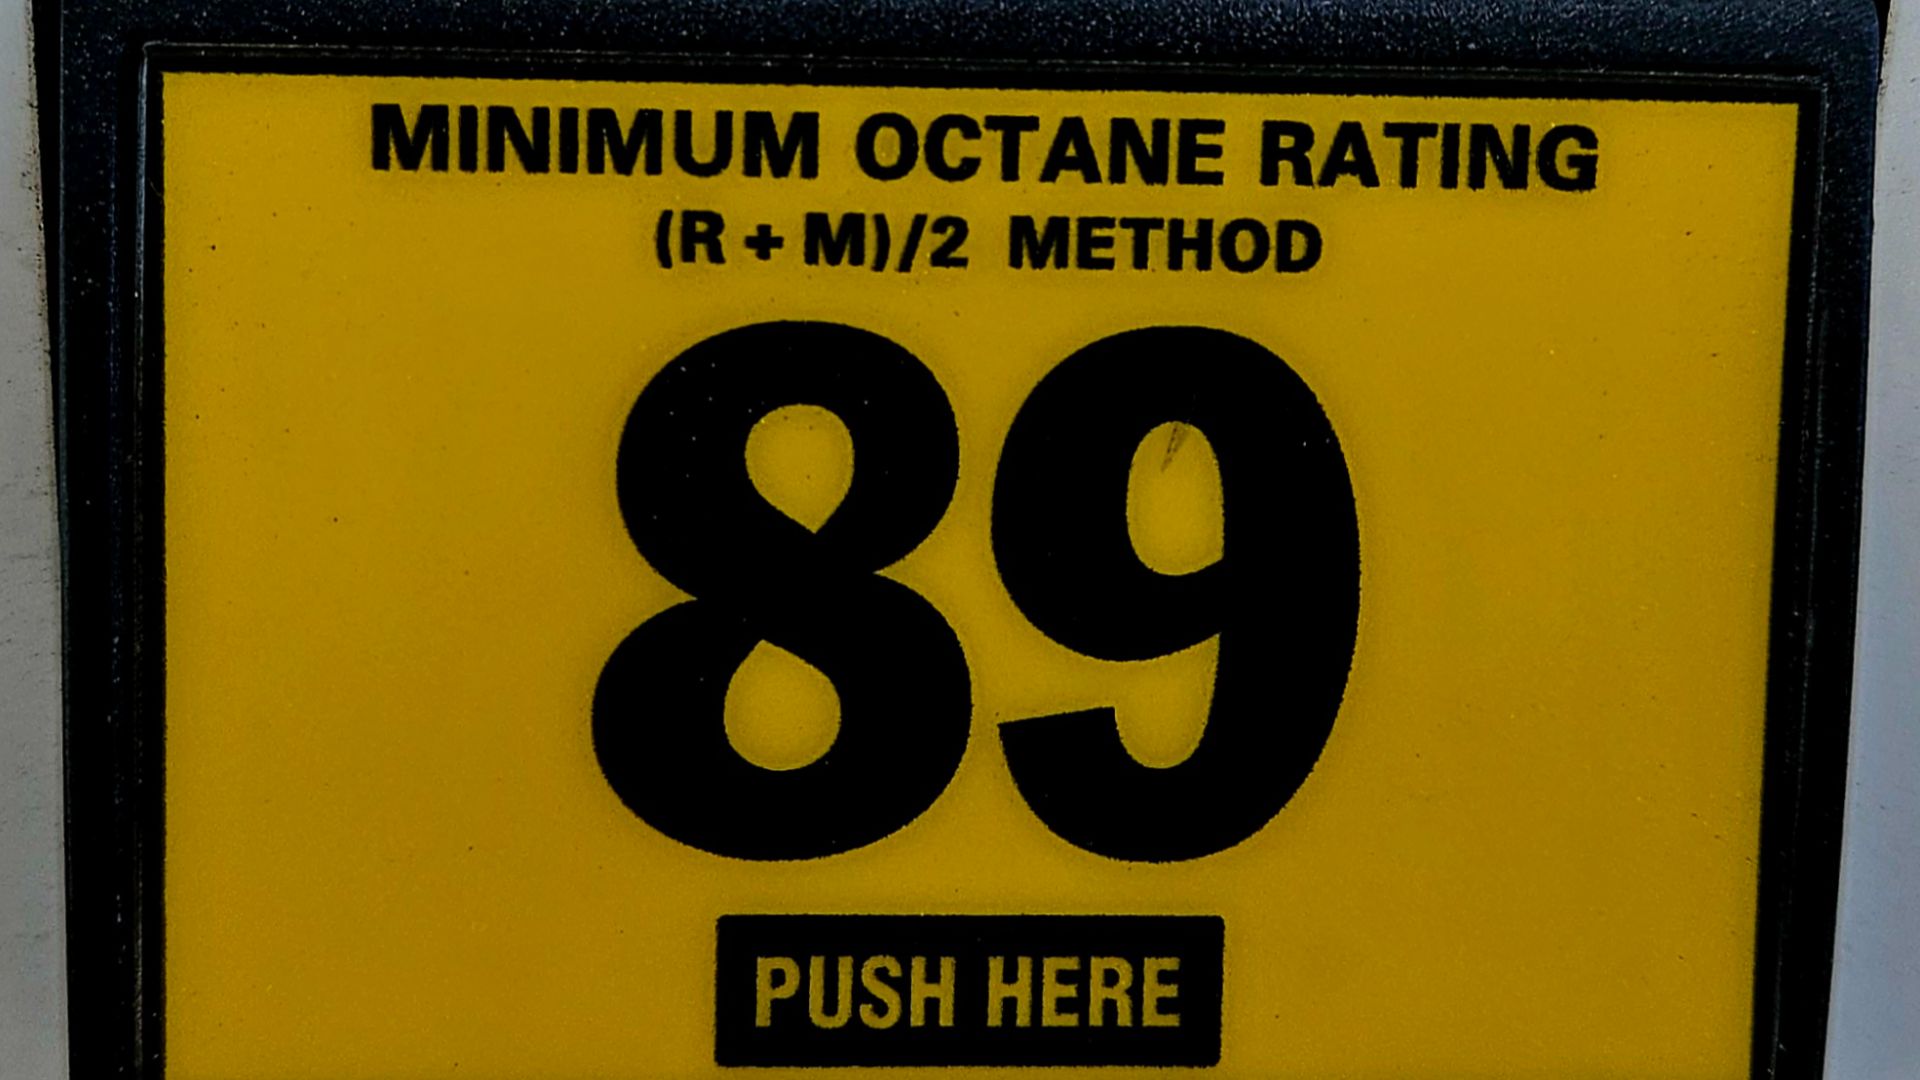 MINIMUM OCTANE RATING
(R + M)/2 METHOD
89
PUSH HERE